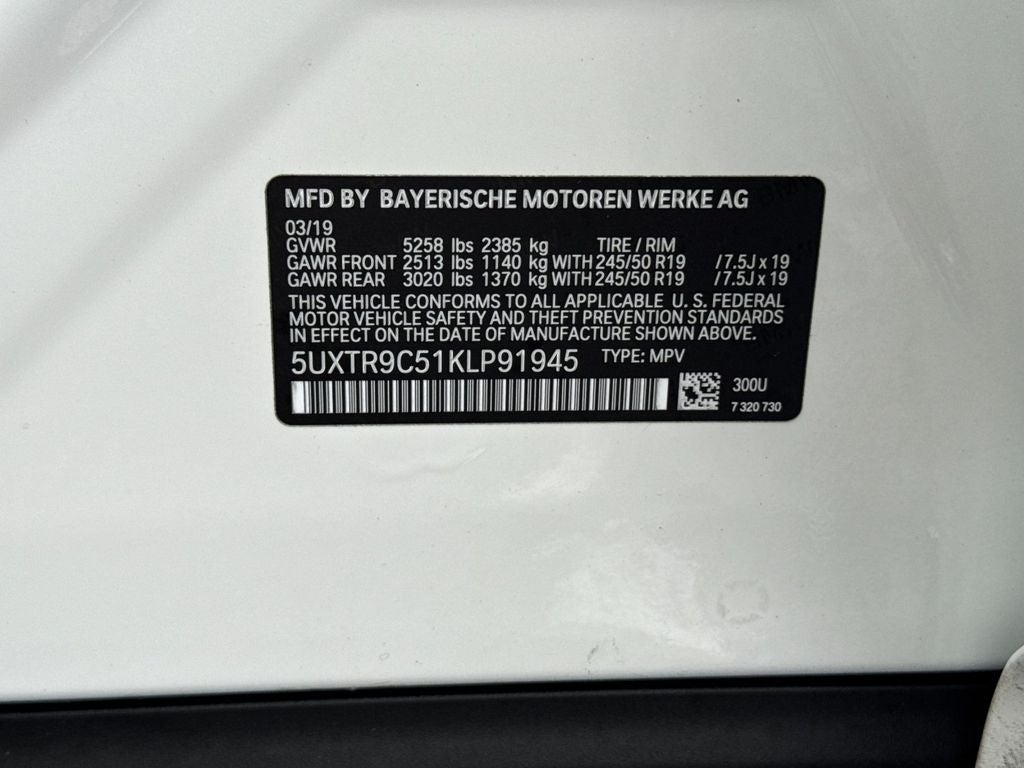 MFD BY BAYERISCHE MOTOREN WERKE AG
03/19
GVWR 5258 lbs 2385 kg TIRE / RIM
GAWR FRONT 2513 lbs 1140 kg WITH 245/50 R19 /7.5J x 19
GAWR REAR 3020 lbs 1370 kg WITH 245/50 R19 /7.5J x 19
THIS VEHICLE CONFORMS TO ALL APPLICABLE U. S. FEDERAL
MOTOR VEHICLE SAFETY AND THEFT PREVENTION STANDARDS
IN EFFECT ON THE DATE OF MANUFACTURE SHOWN ABOVE.
5UXTR9C51KLP91945 TYPE: MPV
300U
7 320 730